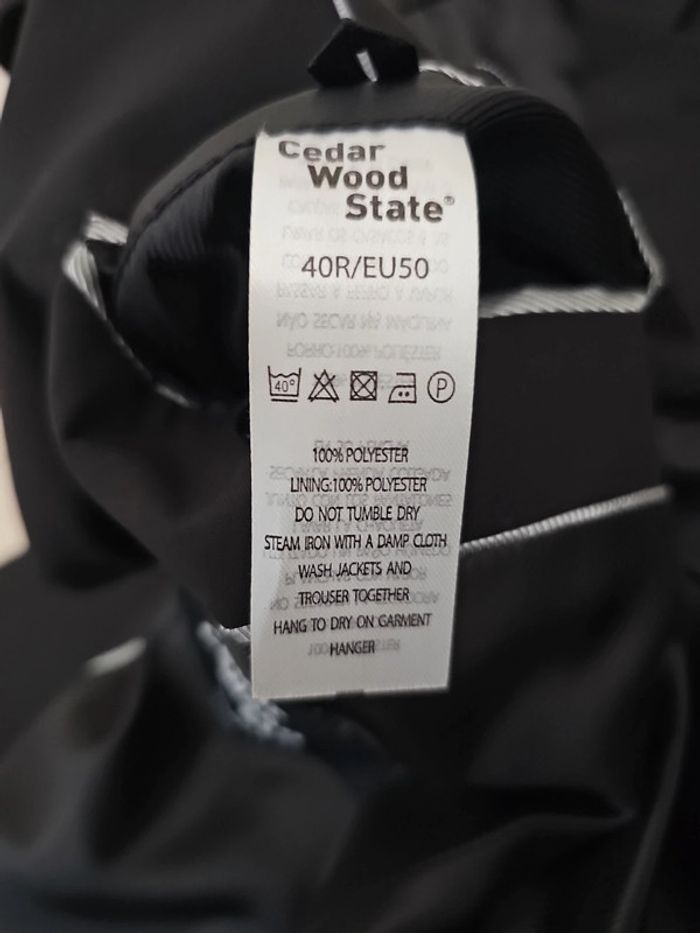 Cedar
Wood
State®
40R/EU50
40°
P
100% POLYESTER
LINING:100% POLYESTER
DO NOT TUMBLE DRY
STEAM IRON WITH A DAMP CLOTH
WASH JACKETS AND
TROUSER TOGETHER
HANG TO DRY ON GARMENT
HANGER